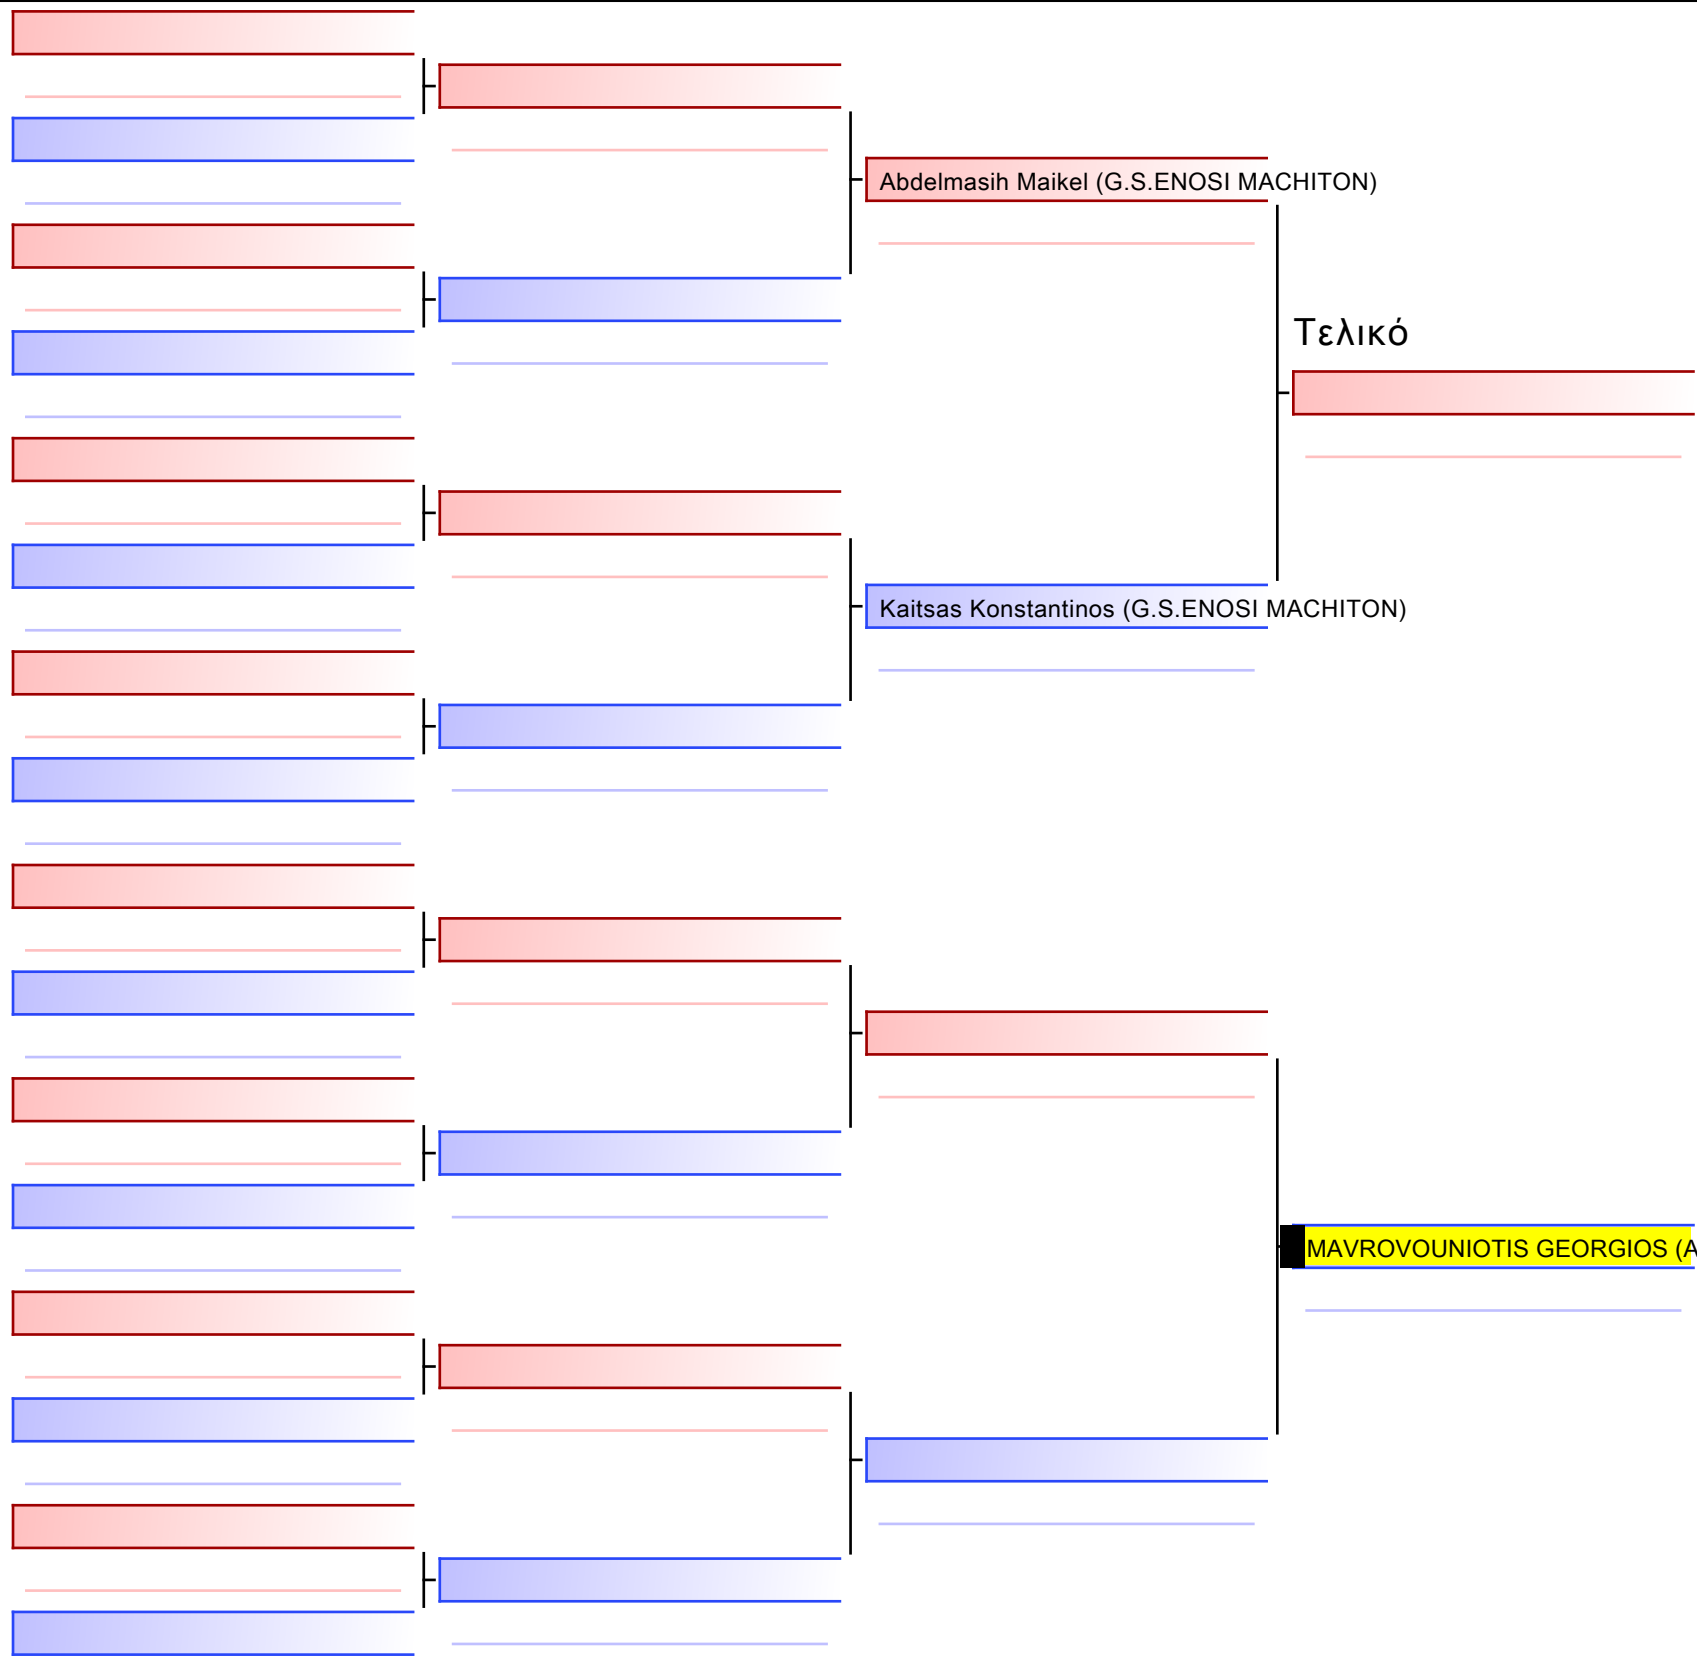 Abdelmasih Maikel (G.S.ENOSI MACHITON)
Τελικό
Kaitsas Konstantinos (G.S.ENOSI MACHITON)
MAVROVOUNIOTIS GEORGIOS (A